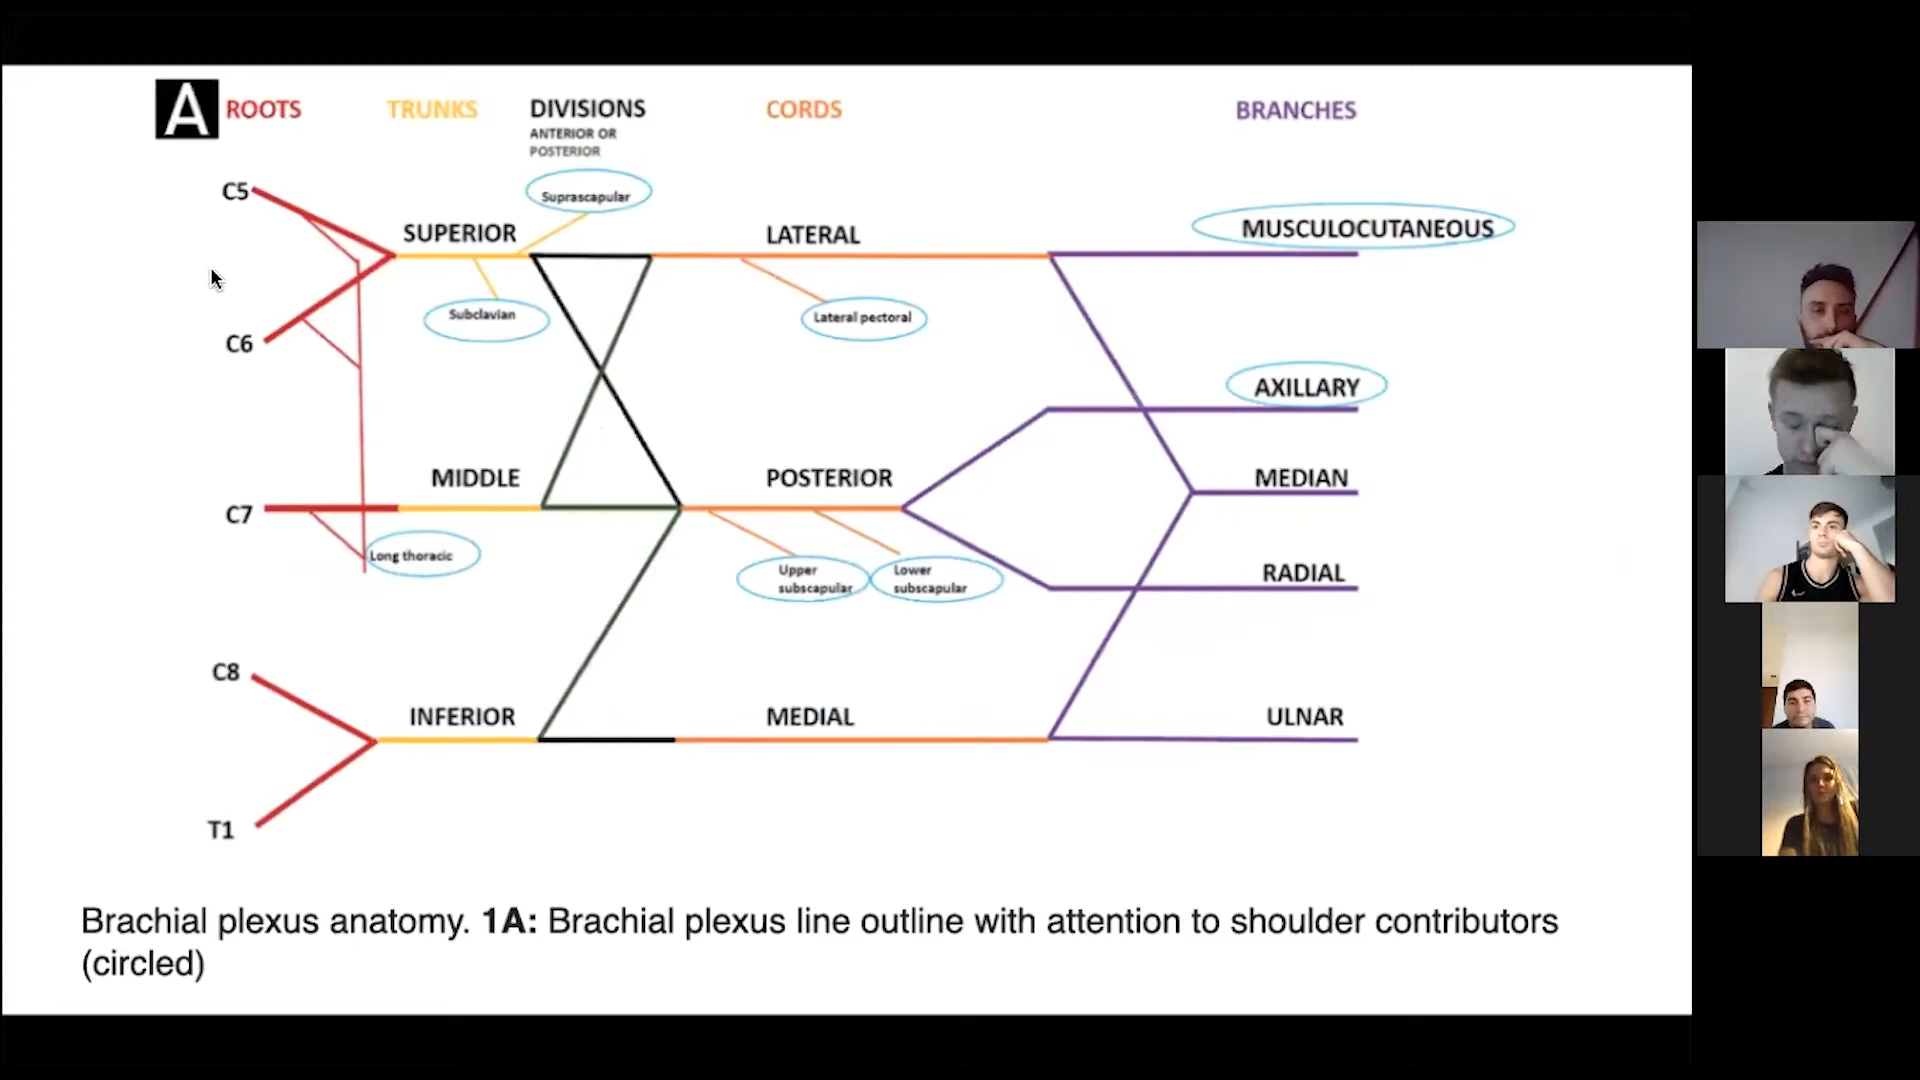 A
ROOTS
TRUNKS
DIVISIONS
ANTERIOR OR
POSTERIOR
CORDS
BRANCHES
C5
Suprascapular
SUPERIOR
LATERAL
MUSCULOCUTANEOUS
Subclavian
Lateral pectoral
C6
AXILLARY
MIDDLE
POSTERIOR
MEDIAN
C7
Long thoracic
Upper
subscapular
Lower
subscapular
RADIAL
C8
INFERIOR
MEDIAL
ULNAR
T1
Brachial plexus anatomy. 1A: Brachial plexus line outline with attention to shoulder contributors
(circled)